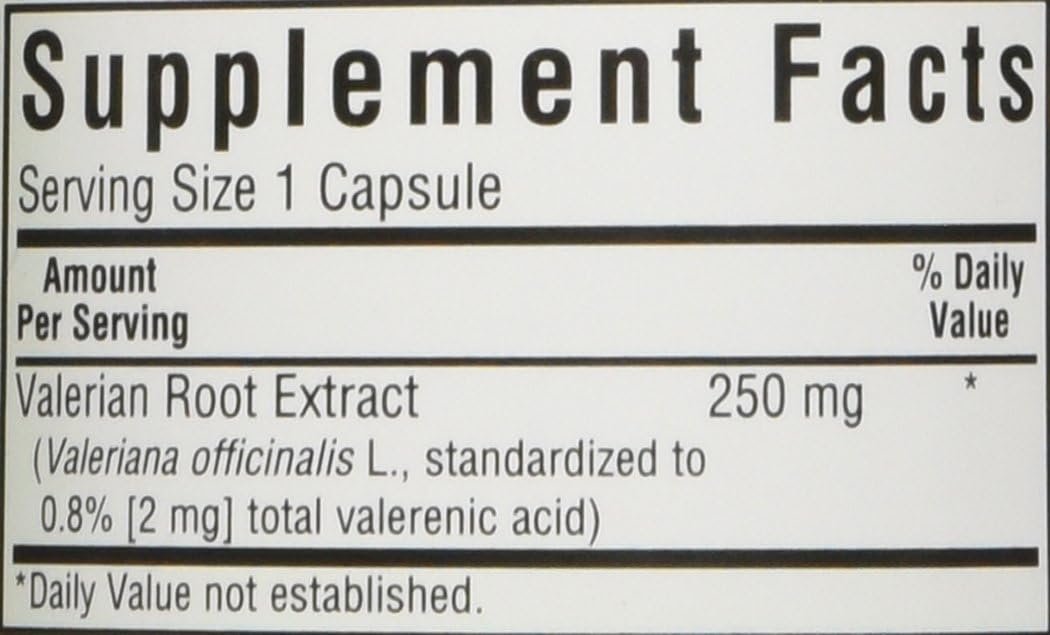 Supplement Facts
Serving Size 1 Capsule
Amount
Per Serving
% Daily
Value
Valerian Root Extract 250 mg *
(Valeriana officinalis L., standardized to
0.8% [2 mg] total valerenic acid)
*Daily Value not established.